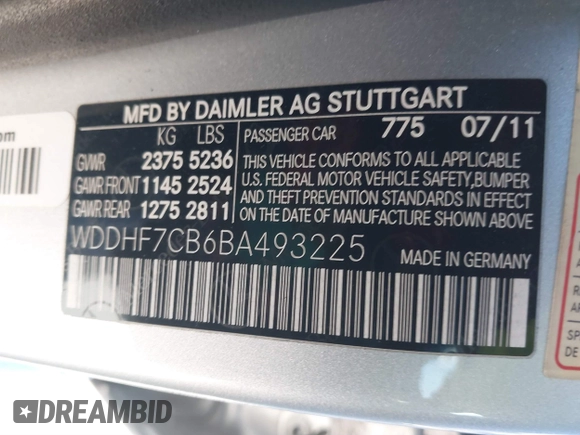 MFD BY DAIMLER AG STUTTGART
KG LBS PASSENGER CAR 775 07/11
GVWR 2375 5236 THIS VEHICLE CONFORMS TO ALL APPLICABLE
GAWR FRONT 1145 2524 U.S. FEDERAL MOTOR VEHICLE SAFETY, BUMPER
GAWR REAR 1275 2811 AND THEFT PREVENTION STANDARDS IN EFFECT
ON THE DATE OF MANUFACTURE SHOWN ABOVE.
WDDHF7CB6BA493225 MADE IN GERMANY
DREAMBID